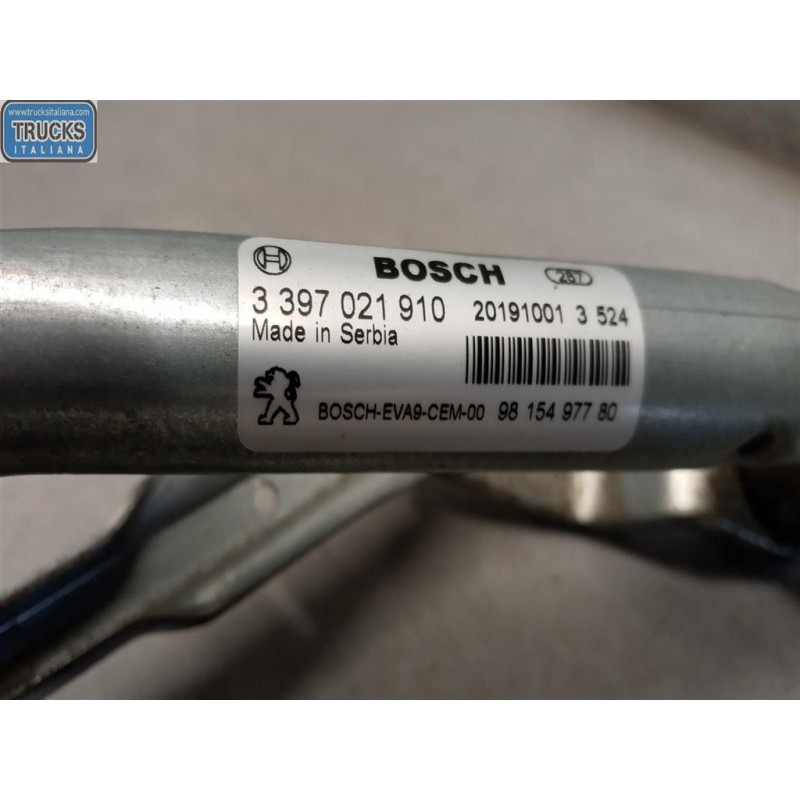 www.trucksitaliana.com
TRUCKS
ITALIANA
BOSCH 287
3 397 021 910 20191001 3 524
Made in Serbia
BOSCH-EVA9-CEM-00 98 154 977 80